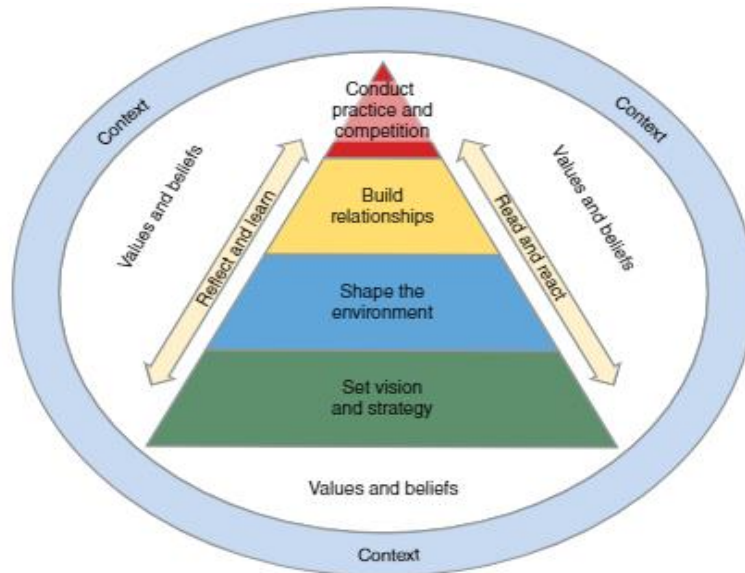 Conduct
practice and
competition
Context
Context
Values and beliefs
Values and beliefs
Reflect and learn
Read and react
Build
relationships
Shape the
environment
Set vision
and strategy
Values and beliefs
Context